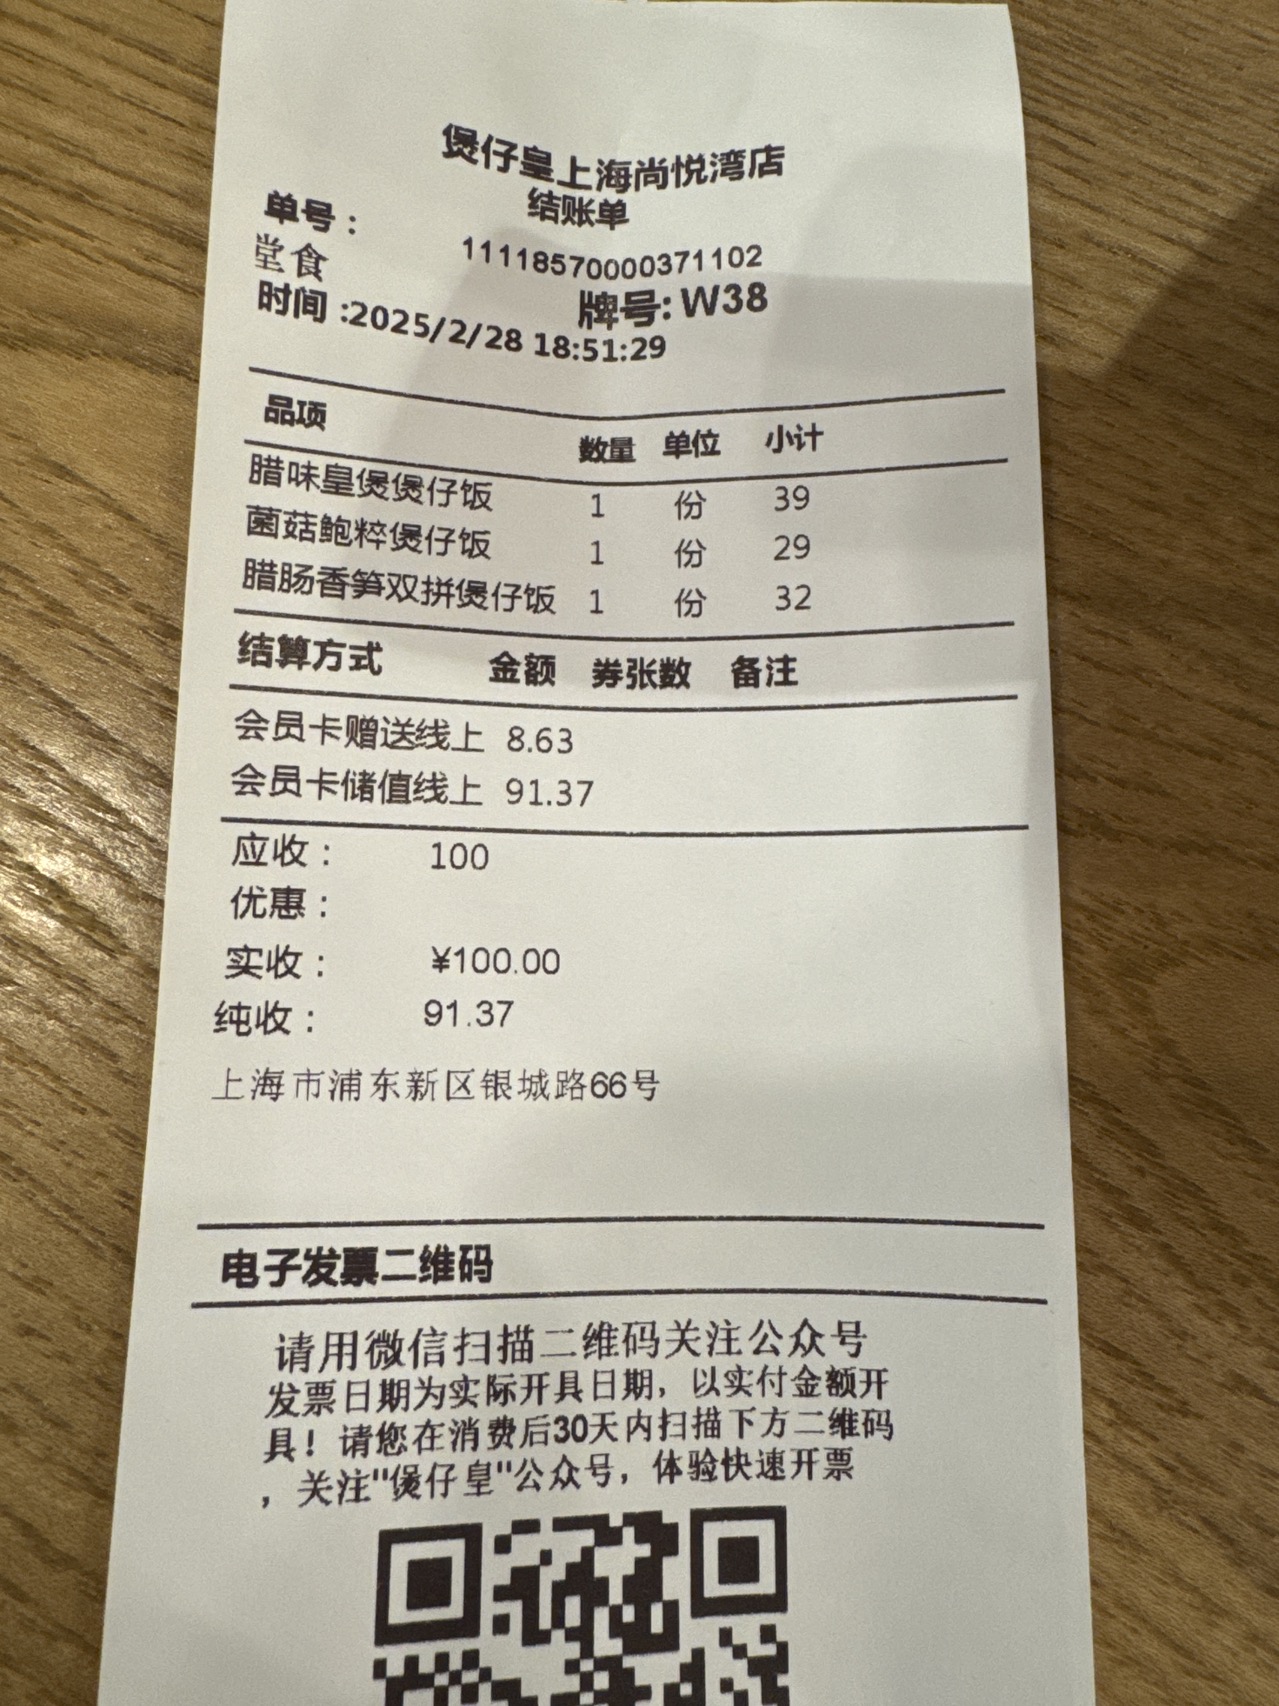 煲仔皇上海尚悦湾店
结账单
单号： 11118570000371102
堂食 牌号: W38
时间 :2025/2/28 18:51:29
品项 数量 单位 小计
腊味皇煲煲仔饭 1 份 39
菌菇鲍粹煲仔饭 1 份 29
腊肠香笋双拼煲仔饭 1 份 32
结算方式 金额 券张数 备注
会员卡赠送线上 8.63
会员卡储值线上 91.37
应收： 100
优惠：
实收： ¥100.00
纯收： 91.37
上海市浦东新区银城路66号
电子发票二维码
请用微信扫描二维码关注公众号
发票日期为实际开具日期，以实付金额开
具！请您在消费后30天内扫描下方二维码
，关注"煲仔皇"公众号，体验快速开票